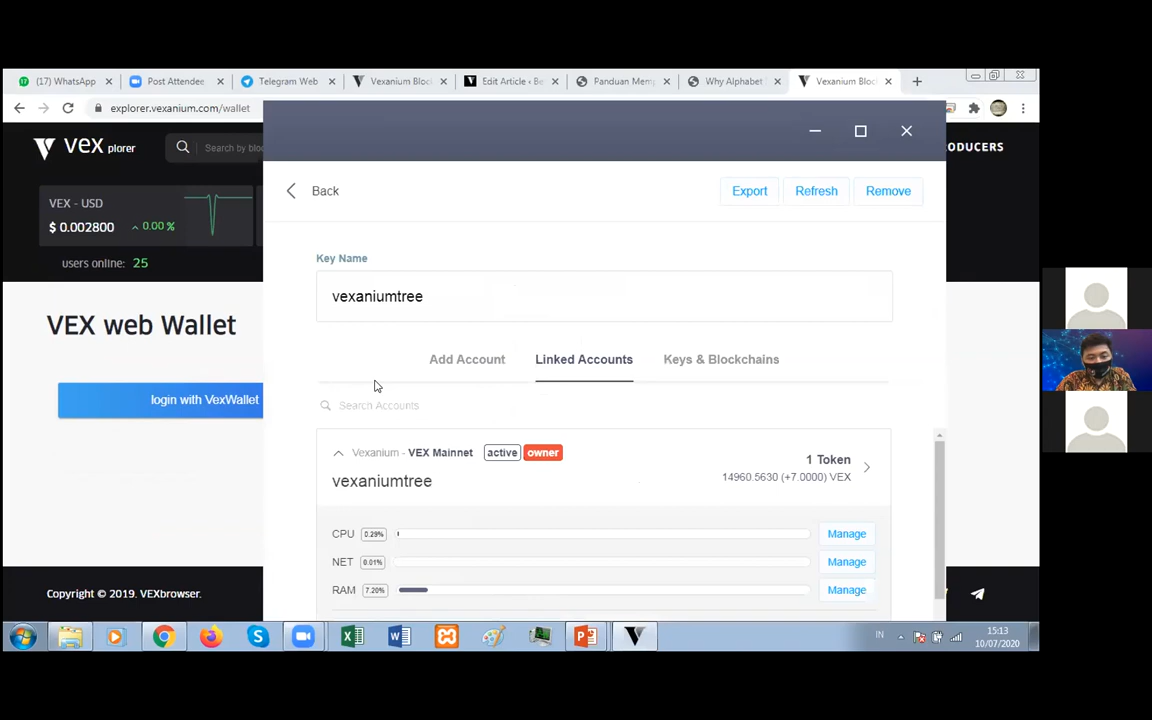 (17) WhatsApp
Post Attendee
Telegram Web
Vexanium Bloc
Edit Article ‹ Be
Panduan Mem
Why Alphabet
Vexanium Bloc
explorer.vexanium.com/wallet
vex plorer
Search by bloc
ODUCERS
VEX - USD
$ 0.002800
0.00 %
users online: 25
VEX web Wallet
login with VexWallet
Back
Export
Refresh
Remove
Key Name
vexaniumtree
Add Account
Linked Accounts
Keys & Blockchains
Search Accounts
Vexanium - VEX Mainnet
active
owner
vexaniumtree
1 Token
14960.5630 (+7.0000) VEX
CPU 0.29%
Manage
NET 0.01%
Manage
RAM 7.20%
Manage
Copyright © 2019. VEXbrowser.
IN
15:13
10/07/2020